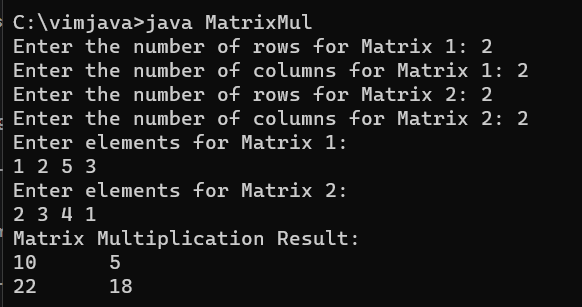 C:\vimjava>java MatrixMul
Enter the number of rows for Matrix 1: 2
Enter the number of columns for Matrix 1: 2
Enter the number of rows for Matrix 2: 2
Enter the number of columns for Matrix 2: 2
Enter elements for Matrix 1:
1 2 5 3
Enter elements for Matrix 2:
2 3 4 1
Matrix Multiplication Result:
10 5
22 18